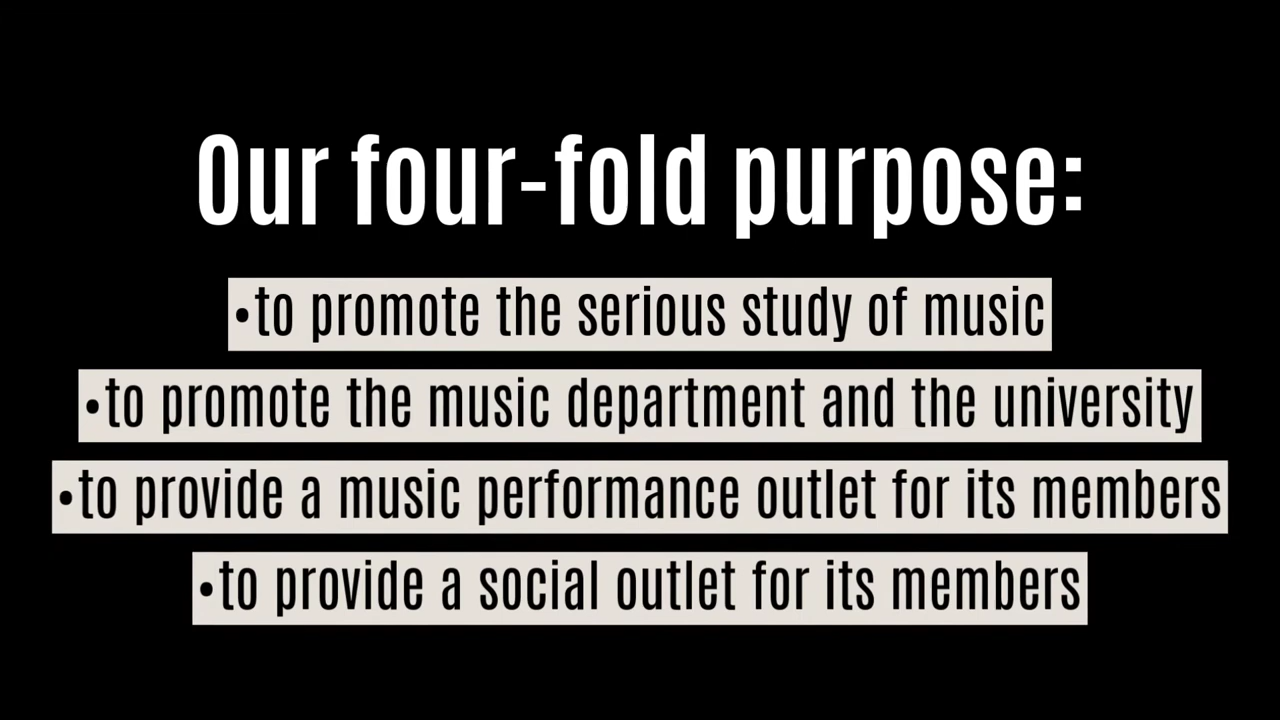 Our four-fold purpose:
•to promote the serious study of music
•to promote the music department and the university
•to provide a music performance outlet for its members
•to provide a social outlet for its members